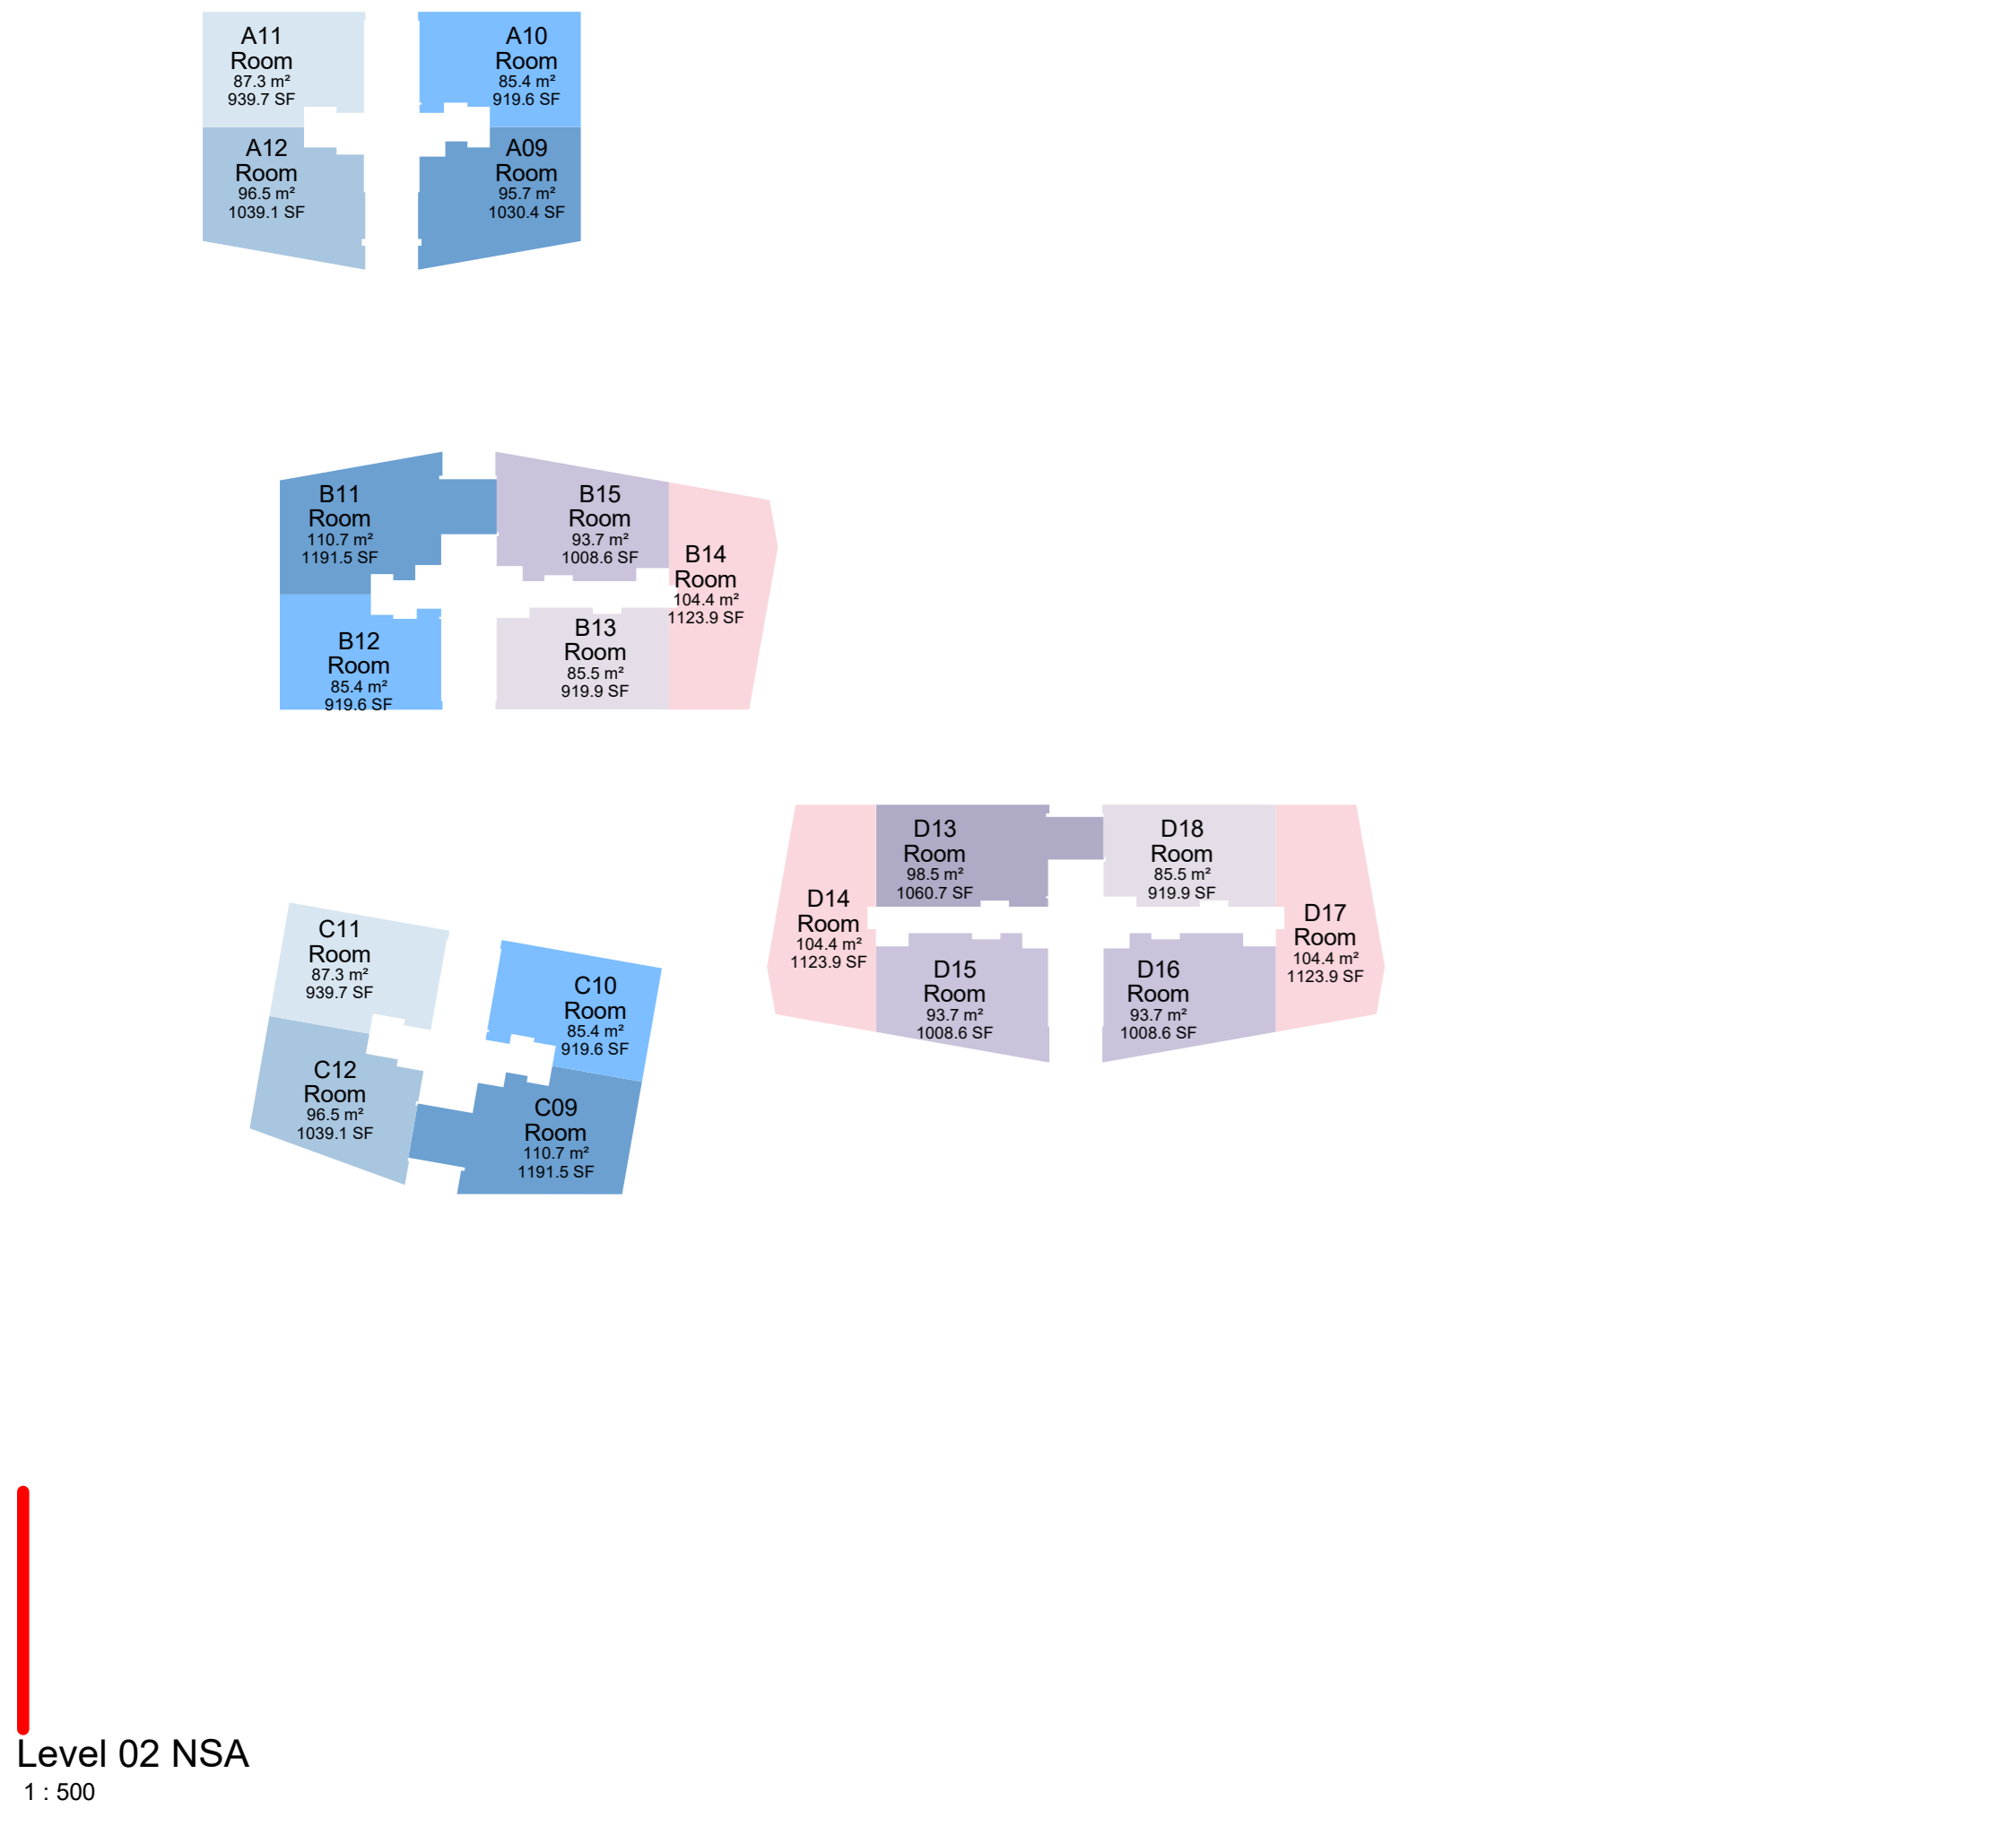 A11
Room
87.3 m²
939.7 SF
A10
Room
85.4 m²
919.6 SF
A12
Room
96.5 m²
1039.1 SF
A09
Room
95.7 m²
1030.4 SF
B11
Room
110.7 m²
1191.5 SF
B15
Room
93.7 m²
1008.6 SF
B14
Room
104.4 m²
1123.9 SF
B12
Room
85.4 m²
919.6 SF
B13
Room
85.5 m²
919.9 SF
D13
Room
98.5 m²
1060.7 SF
D18
Room
85.5 m²
919.9 SF
D14
Room
104.4 m²
1123.9 SF
D17
Room
104.4 m²
1123.9 SF
D15
Room
93.7 m²
1008.6 SF
D16
Room
93.7 m²
1008.6 SF
C11
Room
87.3 m²
939.7 SF
C10
Room
85.4 m²
919.6 SF
C12
Room
96.5 m²
1039.1 SF
C09
Room
110.7 m²
1191.5 SF
Level 02 NSA
1 : 500